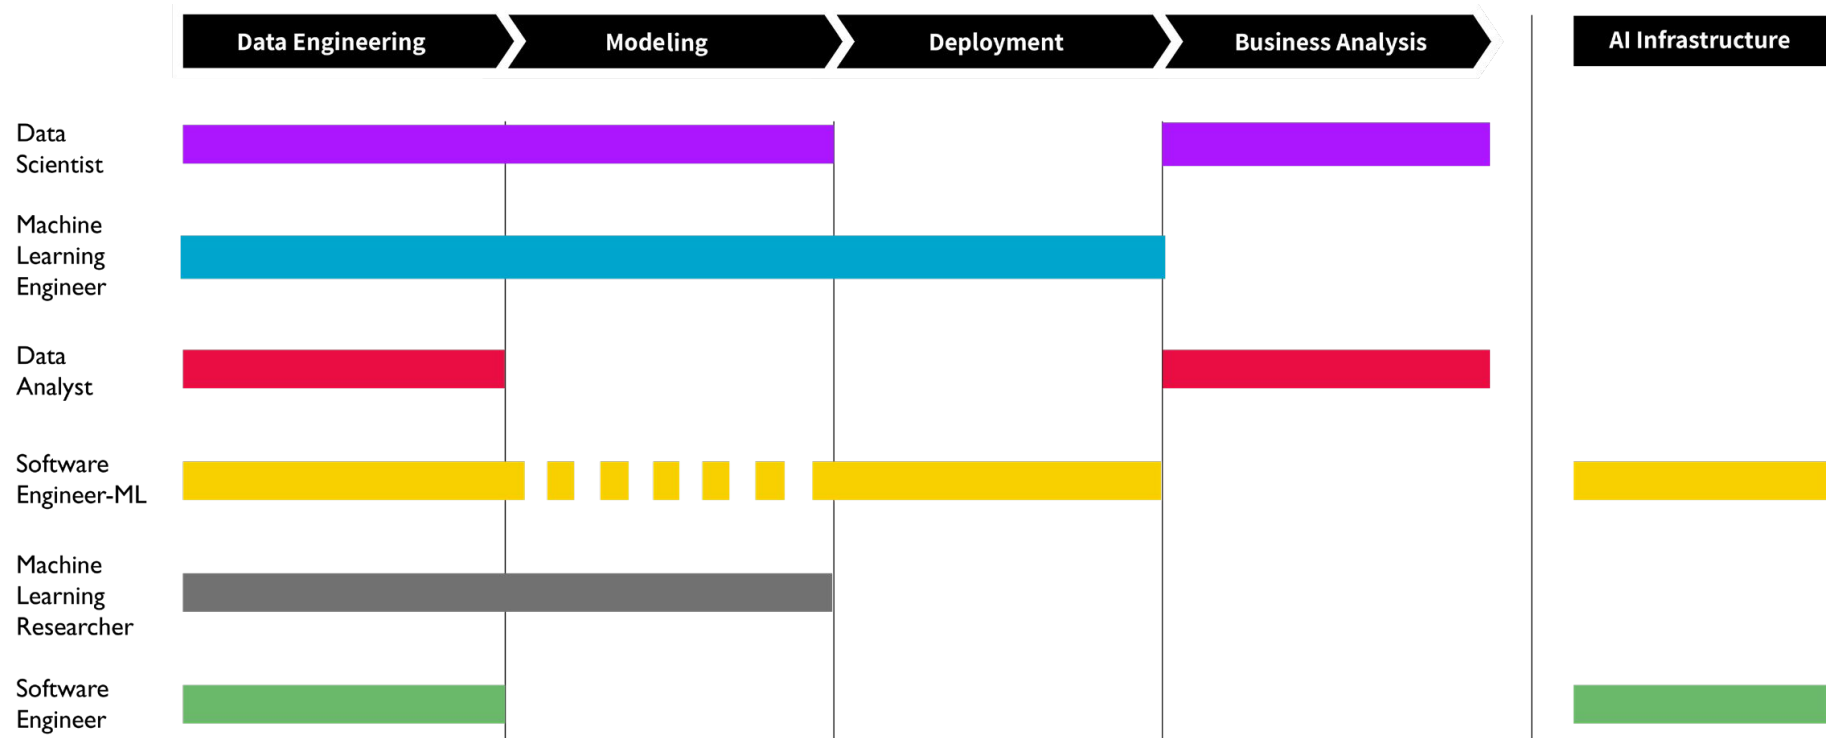 Data Engineering
Modeling
Deployment
Business Analysis
AI Infrastructure
Data
Scientist
Machine
Learning
Engineer
Data
Analyst
Software
Engineer-ML
Machine
Learning
Researcher
Software
Engineer